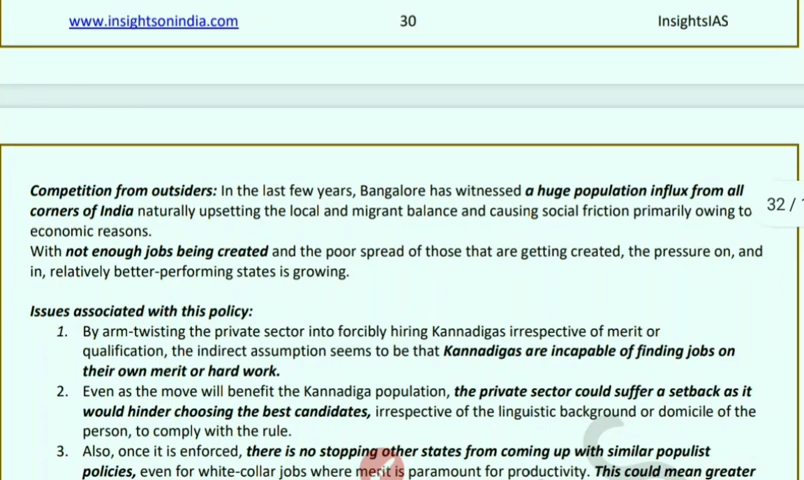 www.insightsonindia.com 30 InsightsIAS
Competition from outsiders: In the last few years, Bangalore has witnessed a huge population influx from all
corners of India naturally upsetting the local and migrant balance and causing social friction primarily owing to
32 /
economic reasons.
With not enough jobs being created and the poor spread of those that are getting created, the pressure on, and
in, relatively better-performing states is growing.
Issues associated with this policy:
1. By arm-twisting the private sector into forcibly hiring Kannadigas irrespective of merit or
qualification, the indirect assumption seems to be that Kannadigas are incapable of finding jobs on
their own merit or hard work.
2. Even as the move will benefit the Kannadiga population, the private sector could suffer a setback as it
would hinder choosing the best candidates, irrespective of the linguistic background or domicile of the
person, to comply with the rule.
3. Also, once it is enforced, there is no stopping other states from coming up with similar populist
policies, even for white-collar jobs where merit is paramount for productivity. This could mean greater